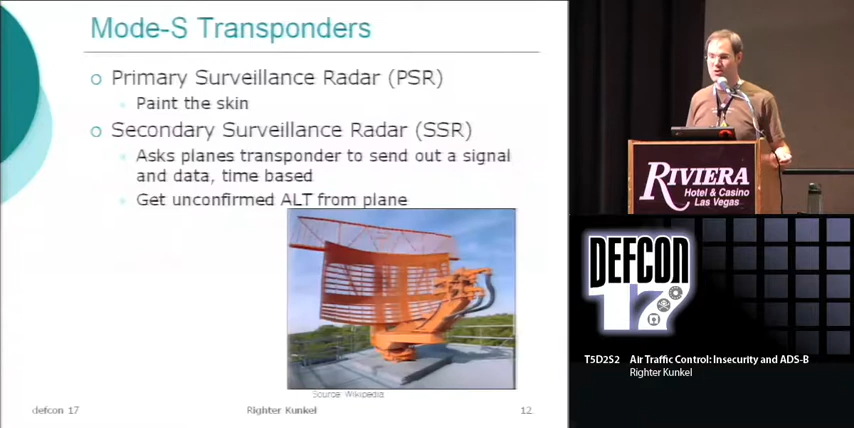 Mode-S Transponders
Primary Surveillance Radar (PSR)
Paint the skin
Secondary Surveillance Radar (SSR)
Asks planes transponder to send out a signal
and data, time based
Get unconfirmed ALT from plane
Source: Wikipedia
defcon 17
Righter Kunkel
12
RIVIERA
Hotel & Casino
Las Vegas
DEFCON
17
T5D2S2 Air Traffic Control: Insecurity and ADS-B
Righter Kunkel